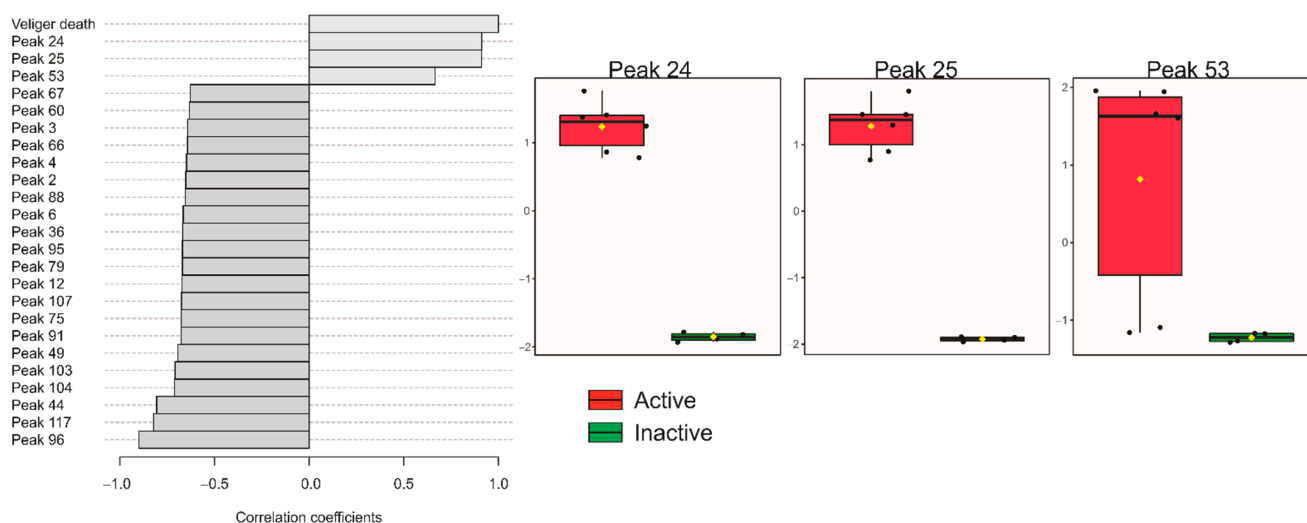 Veliger death
Peak 24
Peak 25
Peak 53
Peak 67
Peak 60
Peak 3
Peak 66
Peak 4
Peak 2
Peak 88
Peak 6
Peak 36
Peak 95
Peak 79
Peak 12
Peak 107
Peak 75
Peak 91
Peak 49
Peak 103
Peak 104
Peak 44
Peak 117
Peak 96
−1.0 −0.5 0.0 0.5 1.0
Correlation coefficients
Peak 24
1
0
−1
−2
Peak 25
1
0
−1
−2
Peak 53
2
1
0
−1
Active
Inactive